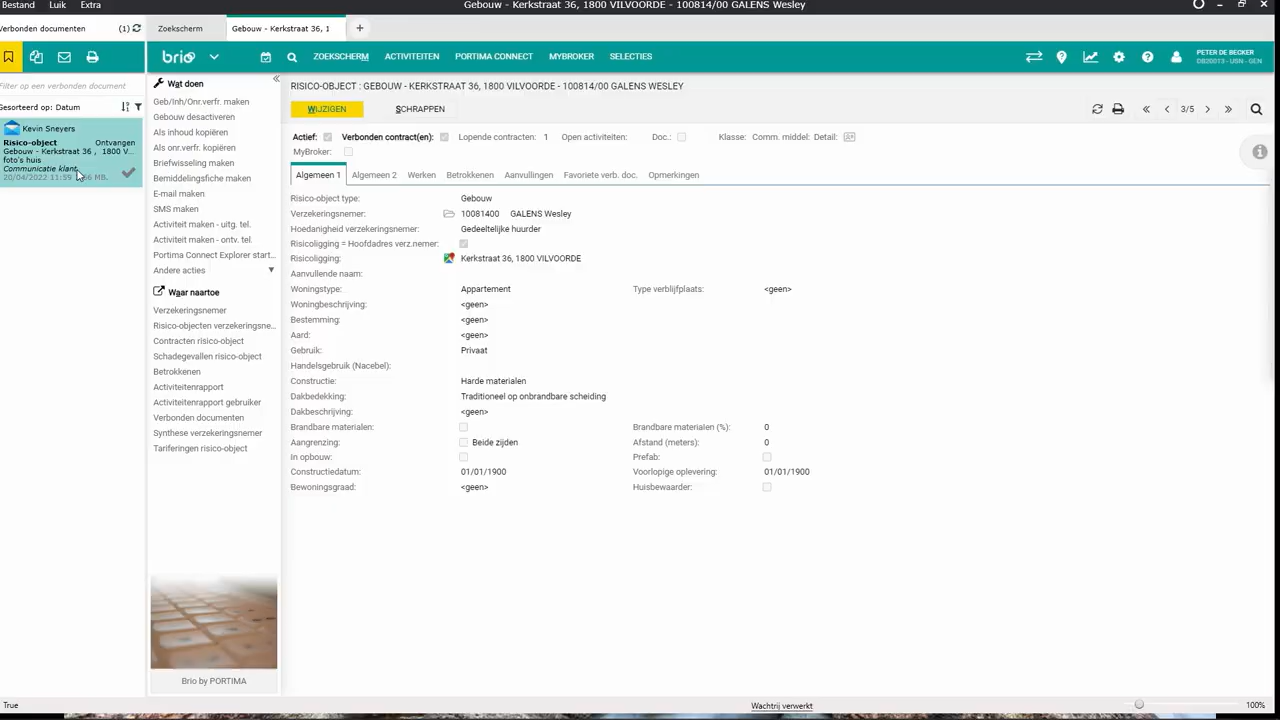 Bestand Luik Extra Gebouw - Kerkstraat 36, 1800 VILVOORDE - 100814/00 GALENS Wesley
Verbonden documenten (1) Zoekscherm Gebouw - Kerkstraat 36, 1
brio ZOEKSCHERM ACTIVITEITEN PORTIMA CONNECT MYBROKER SELECTIES PETER DE BECKER
Filter op een verbonden document
Gesorteerd op: Datum
Kevin Sneyers
Risico-object Ontvangen
Gebouw - Kerkstraat 36 , 1800 V...
foto's huis
Communicatie klant
20/04/2022 11:59 MB.
Wat doen
Geb/Inh/Onr.verfr. maken
Gebouw desactiveren
Als inhoud kopiëren
Als onr.verfr. kopiëren
Briefwisseling maken
Bemiddelingsfiche maken
E-mail maken
SMS maken
Activiteit maken - uitg. tel.
Activiteit maken - ontv. tel.
Portima Connect Explorer start...
Andere acties
Waar naartoe
Verzekeringsnemer
Risico-objecten verzekeringsne...
Contracten risico-object
Schadegevallen risico-object
Betrokkenen
Activiteitenrapport
Activiteitenrapport gebruiker
Verbonden documenten
Synthese verzekeringsnemer
Tariferingen risico-object
Brio by PORTIMA
RISICO-OBJECT : GEBOUW - KERKSTRAAT 36, 1800 VILVOORDE - 100814/00 GALENS WESLEY
WIJZIGEN SCHRAPPEN 3/5
Actief: Verbonden contract(en): Lopende contracten: 1 Open activiteiten: Doc.: Klasse: Comm. middel: Detail:
MyBroker:
Algemeen 1 Algemeen 2 Werken Betrokkenen Aanvullingen Favoriete verb. doc. Opmerkingen
Risico-object type: Gebouw
Verzekeringsnemer: 10081400 GALENS Wesley
Hoedanigheid verzekeringsnemer: Gedeeltelijke huurder
Risicoligging = Hoofdadres verz.nemer:
Risicoligging: Kerkstraat 36, 1800 VILVOORDE
Aanvullende naam:
Woningstype: Appartement Type verblijfplaats: <geen>
Woningbeschrijving: <geen>
Bestemming: <geen>
Aard: <geen>
Gebruik: Privaat
Handelsgebruik (Nacebel):
Constructie: Harde materialen
Dakbedekking: Traditioneel op onbrandbare scheiding
Dakbeschrijving: <geen>
Brandbare materialen: Brandbare materialen (%): 0
Aangrenzing: Beide zijden Afstand (meters): 0
In opbouw: Prefab:
Constructiedatum: 01/01/1900 Voorlopige oplevering: 01/01/1900
Bewoningsgraad: <geen> Huisbewaarder:
True Wachtrij verwerkt 100%